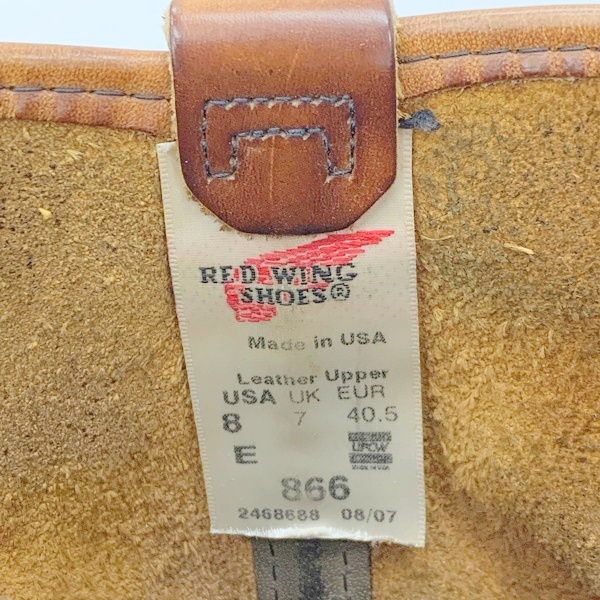 RED WING
SHOES®
Made in USA
Leather Upper
USA UK EUR
8 7 40.5
E UFCW
866
2468688 08/07